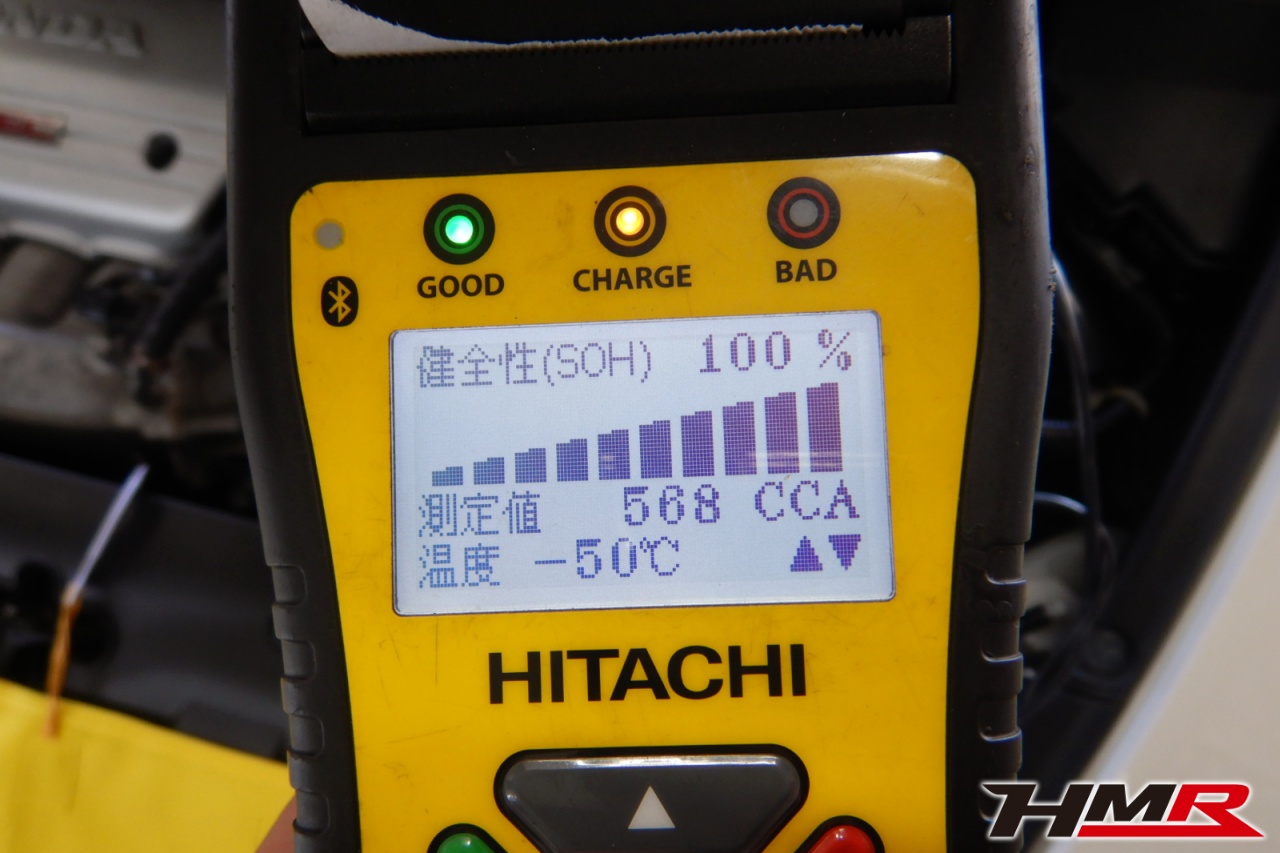 GOOD
CHARGE
BAD
健全性(SOH) 100 %
測定値 568 CCA
温度 -50℃ ▲▼
HITACHI
HMR